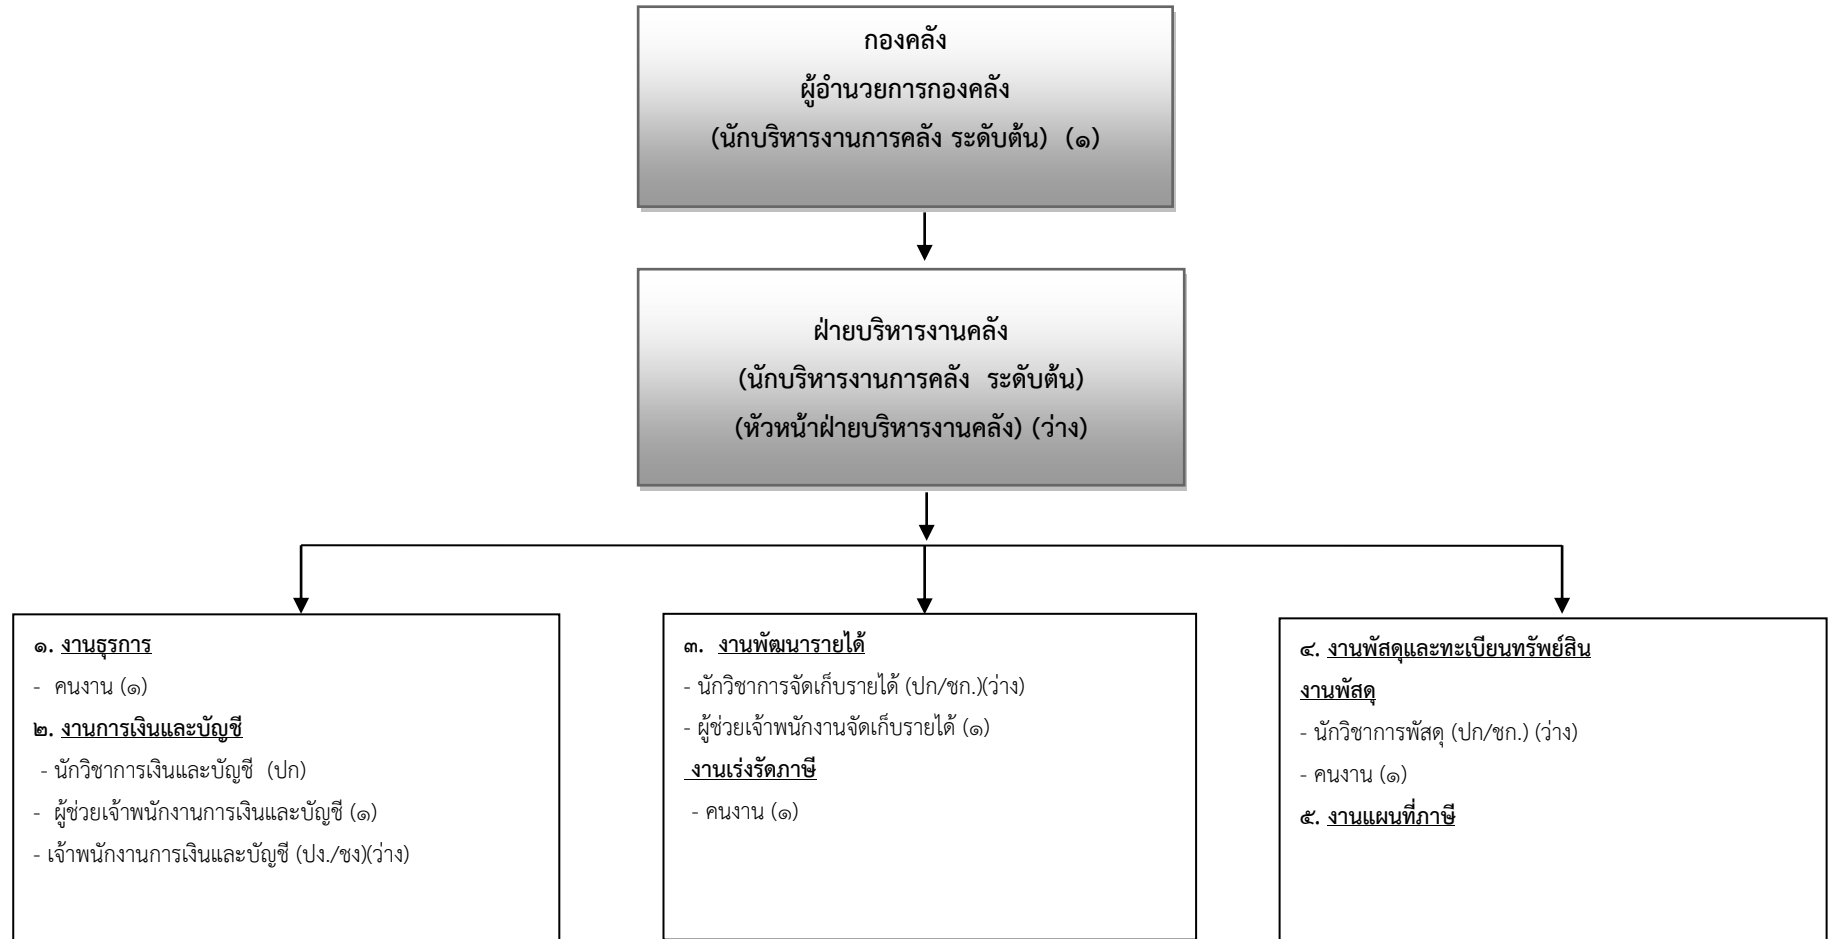 กองคลัง
ผู้อำนวยการกองคลัง
(นักบริหารงานการคลัง ระดับต้น) (๑)
ฝ่ายบริหารงานคลัง
(นักบริหารงานการคลัง ระดับต้น)
(หัวหน้าฝ่ายบริหารงานคลัง) (ว่าง)
๑. งานธุรการ
- คนงาน (๑)
๒. งานการเงินและบัญชี
- นักวิชาการเงินและบัญชี (ปก)
- ผู้ช่วยเจ้าพนักงานการเงินและบัญชี (๑)
- เจ้าพนักงานการเงินและบัญชี (ปง./ชง)(ว่าง)
๓. งานพัฒนารายได้
- นักวิชาการจัดเก็บรายได้ (ปก/ชก.)(ว่าง)
- ผู้ช่วยเจ้าพนักงานจัดเก็บรายได้ (๑)
งานเร่งรัดภาษี
- คนงาน (๑)
๔. งานพัสดุและทะเบียนทรัพย์สิน
งานพัสดุ
- นักวิชาการพัสดุ (ปก/ชก.) (ว่าง)
- คนงาน (๑)
๕. งานแผนที่ภาษี